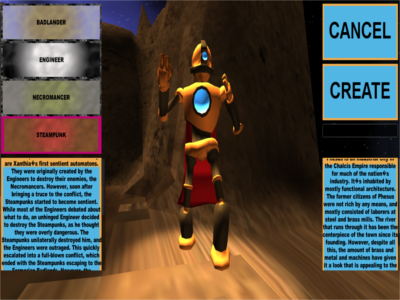 BADLANDER
ENGINEER
NECROMANCER
STEAMPUNK
are Xanthia�s first sentient automatons.
They were originally created by the
Engineers to destroy their enemies, the
Necromancers. However, soon after
bringing a truce to the conflict, the
Steampunks started to become sentient.
While most of the Engineers debated about
what to do, an unhinged Engineer decided
to destroy the Steampunks, as he thought
they were overly dangerous. The
Steampunks unilaterally destroyed him, and
the Engineers were outraged. This quickly
escalated into a full-blown conflict, which
ended with the Steampunks escaping to the
CANCEL
CREATE
the Chalcis Empire responsible
for much of the nation�s
industry. It�s inhabited by
mostly functional architecture.
The former citizens of Phesus
were not rich by any means, and
mostly consisted of laborers at
steel and brass mills. The river
that runs through it has been the
centerpiece of the town since its
founding. However, despite all
this, the amount of brass and
metal and machines have given
it a look that is appealing to the